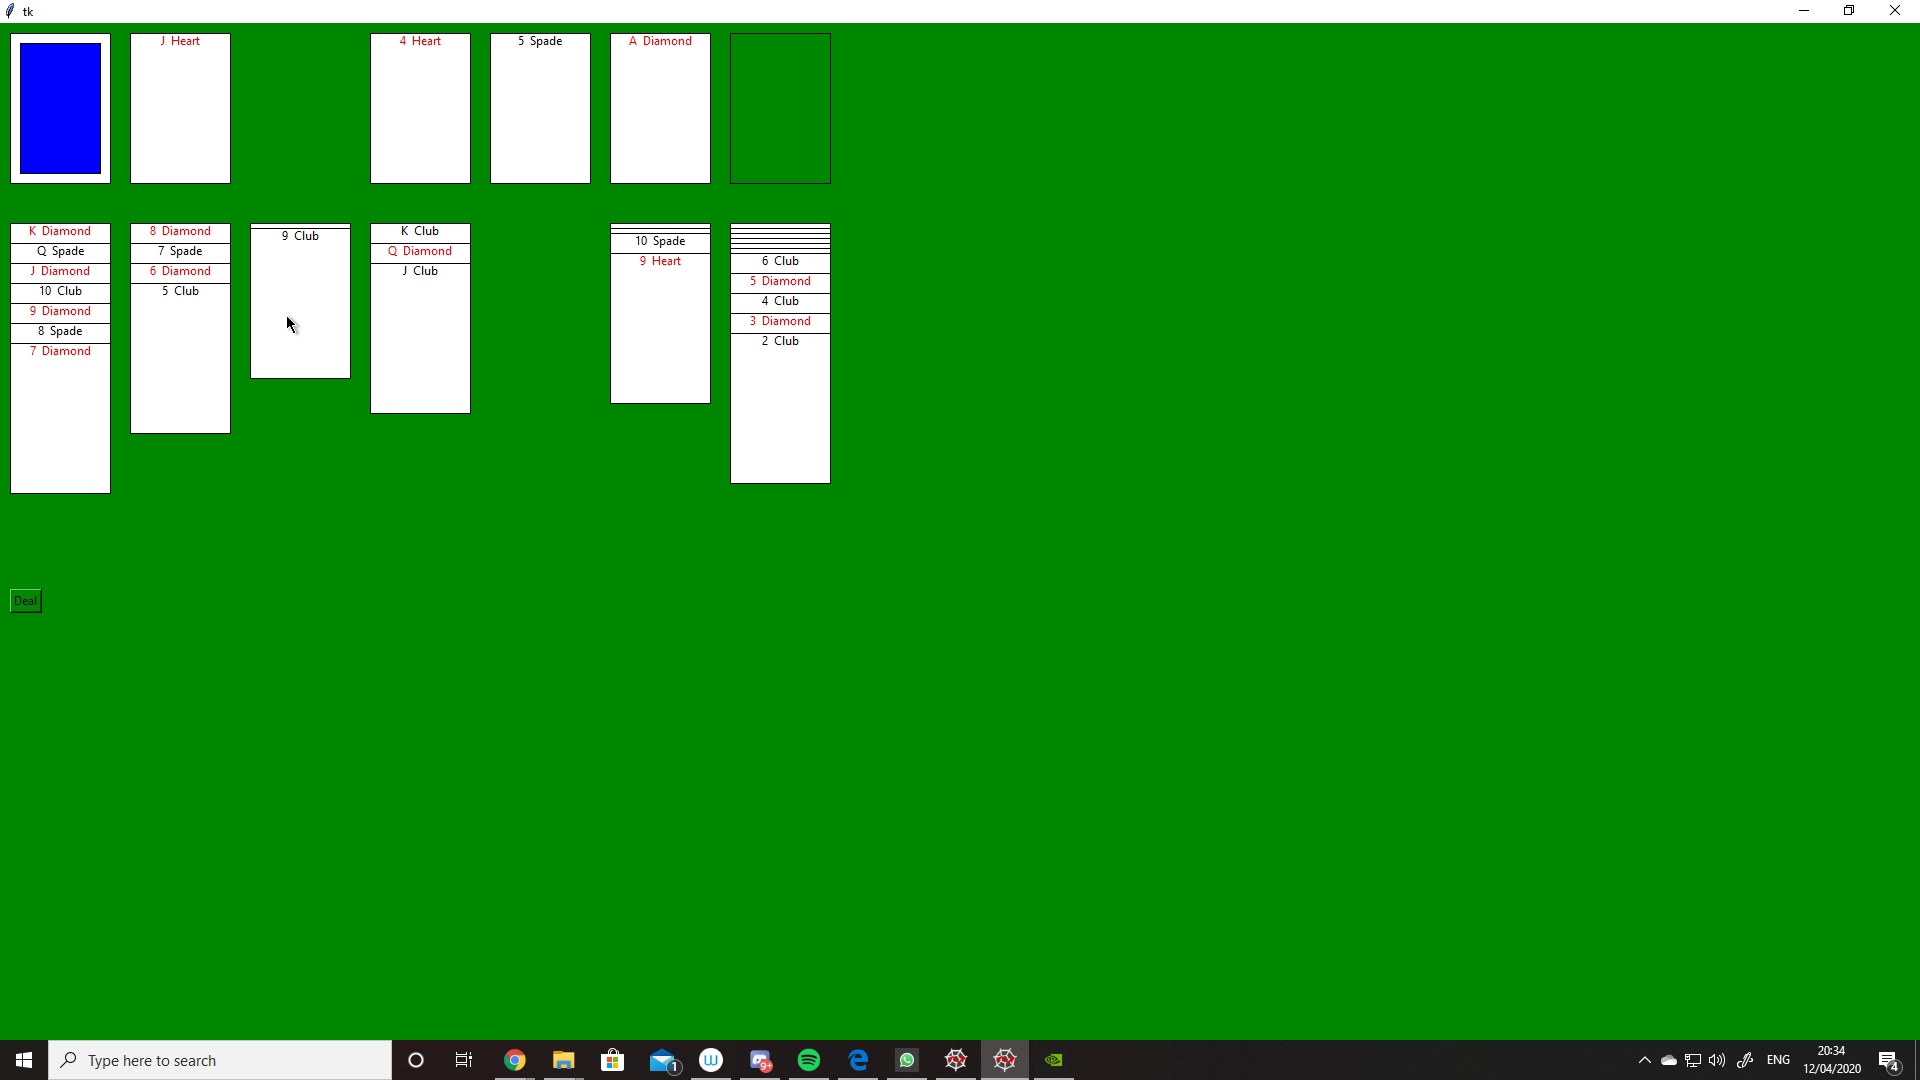 tk
J Heart
4 Heart
5 Spade
A Diamond
K Diamond
Q Spade
J Diamond
10 Club
9 Diamond
8 Spade
7 Diamond
8 Diamond
7 Spade
6 Diamond
5 Club
9 Club
K Club
Q Diamond
J Club
10 Spade
9 Heart
6 Club
5 Diamond
4 Club
3 Diamond
2 Club
Deal
Type here to search
1
W
9+
ENG
20:34
12/04/2020
4